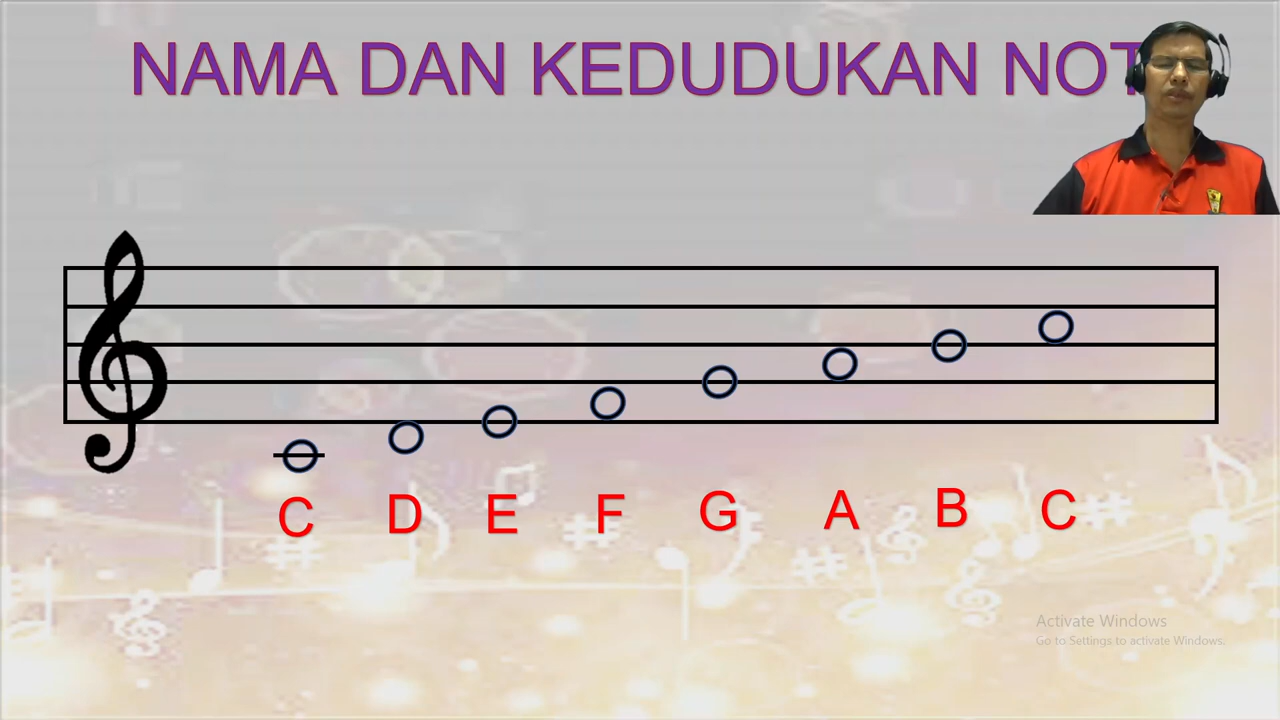 NAMA DAN KEDUDUKAN NOT
C D E F G A B C
Activate Windows
Go to Settings to activate Windows.